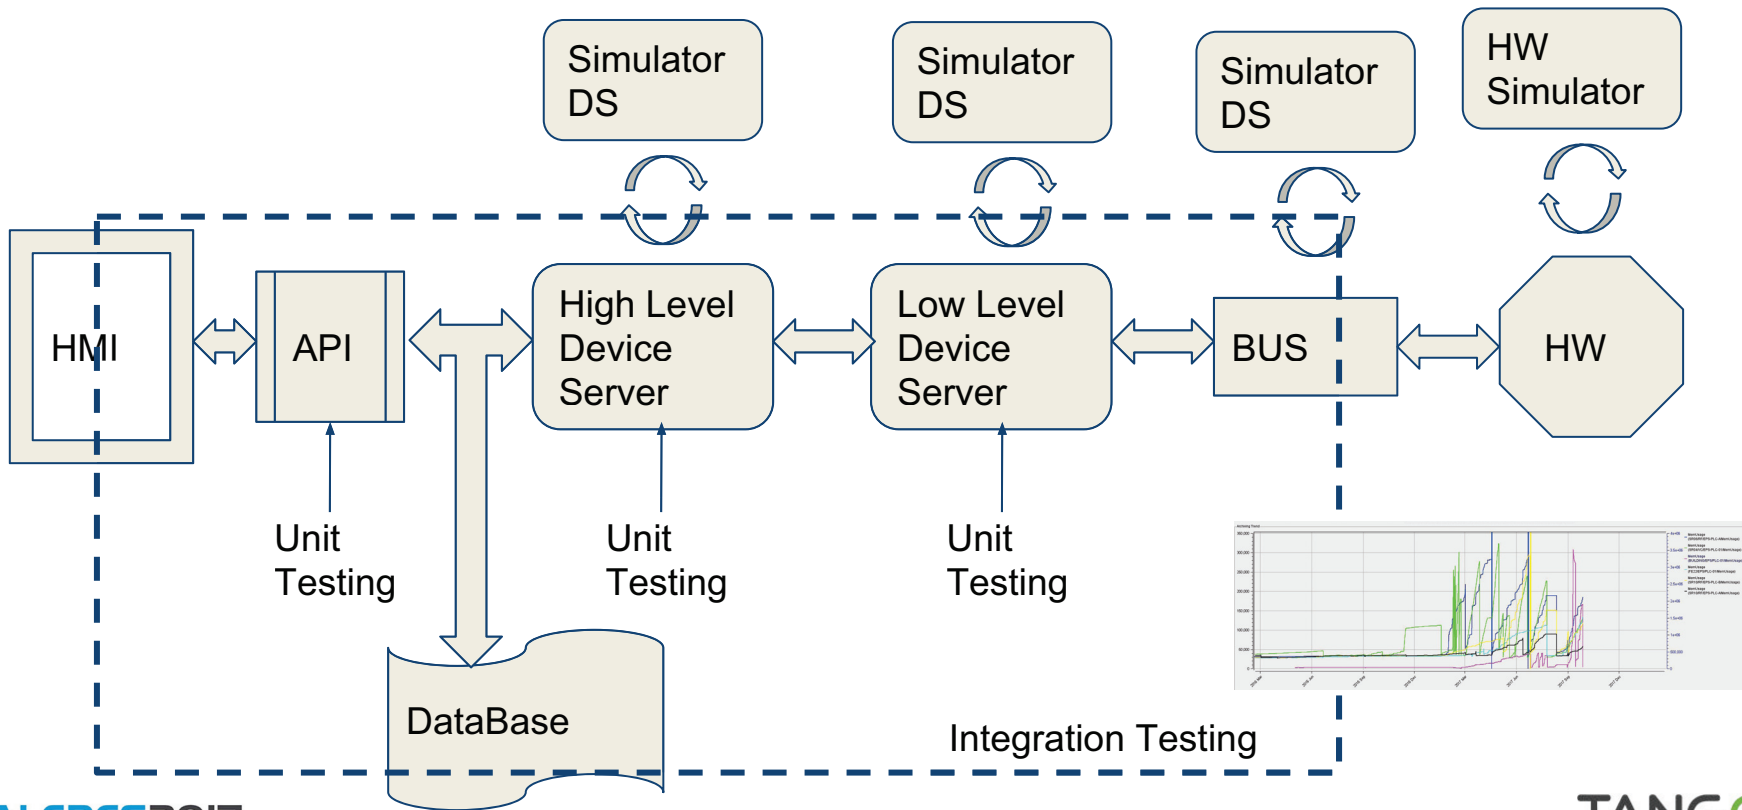 Simulator
DS
Simulator
DS
Simulator
DS
HW
Simulator
HMI
API
High Level
Device
Server
Low Level
Device
Server
BUS
HW
Unit
Testing
Unit
Testing
Unit
Testing
DataBase
Integration Testing